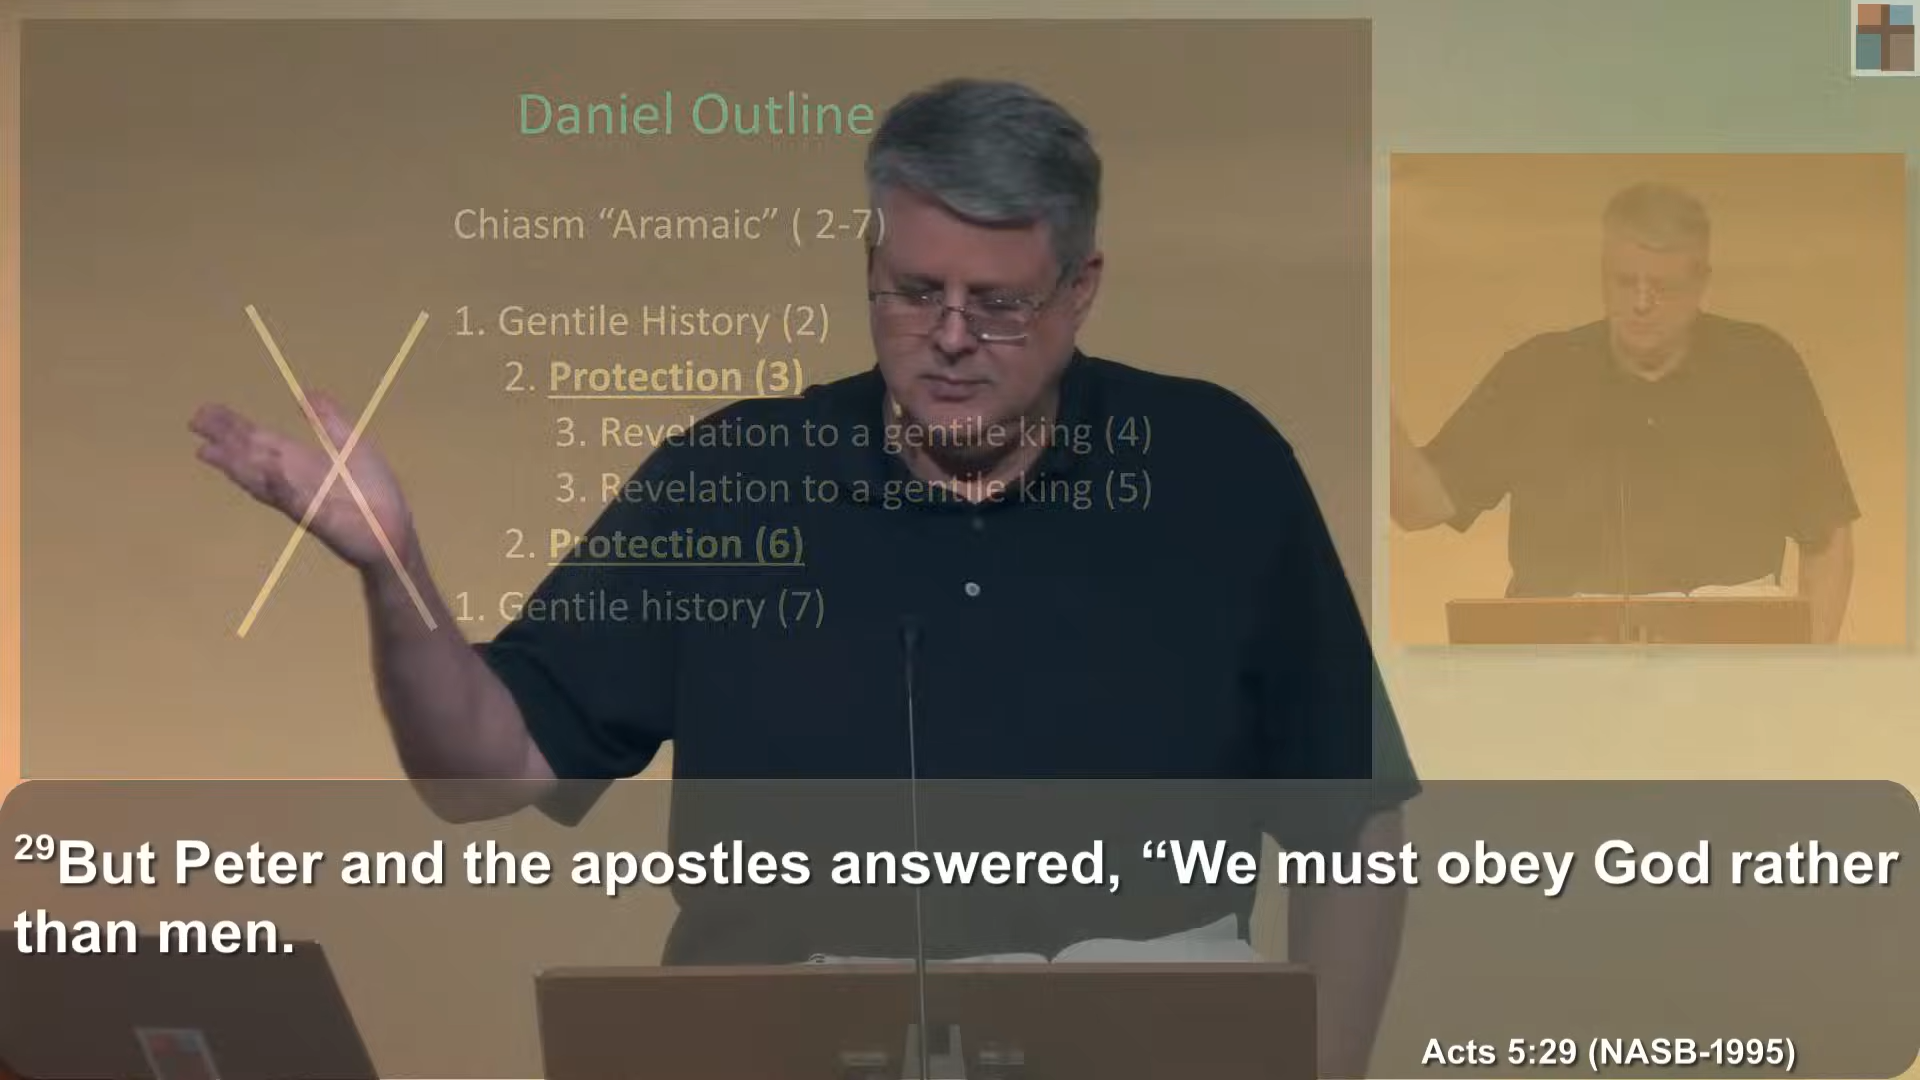 Daniel Outline
Chiasm “Aramaic” ( 2-7)
1. Gentile History (2)
2. Protection (3)
3. Revelation to a gentile king (4)
3. Revelation to a gentile king (5)
2. Protection (6)
1. Gentile history (7)
29But Peter and the apostles answered, “We must obey God rather
than men.
Acts 5:29 (NASB-1995)